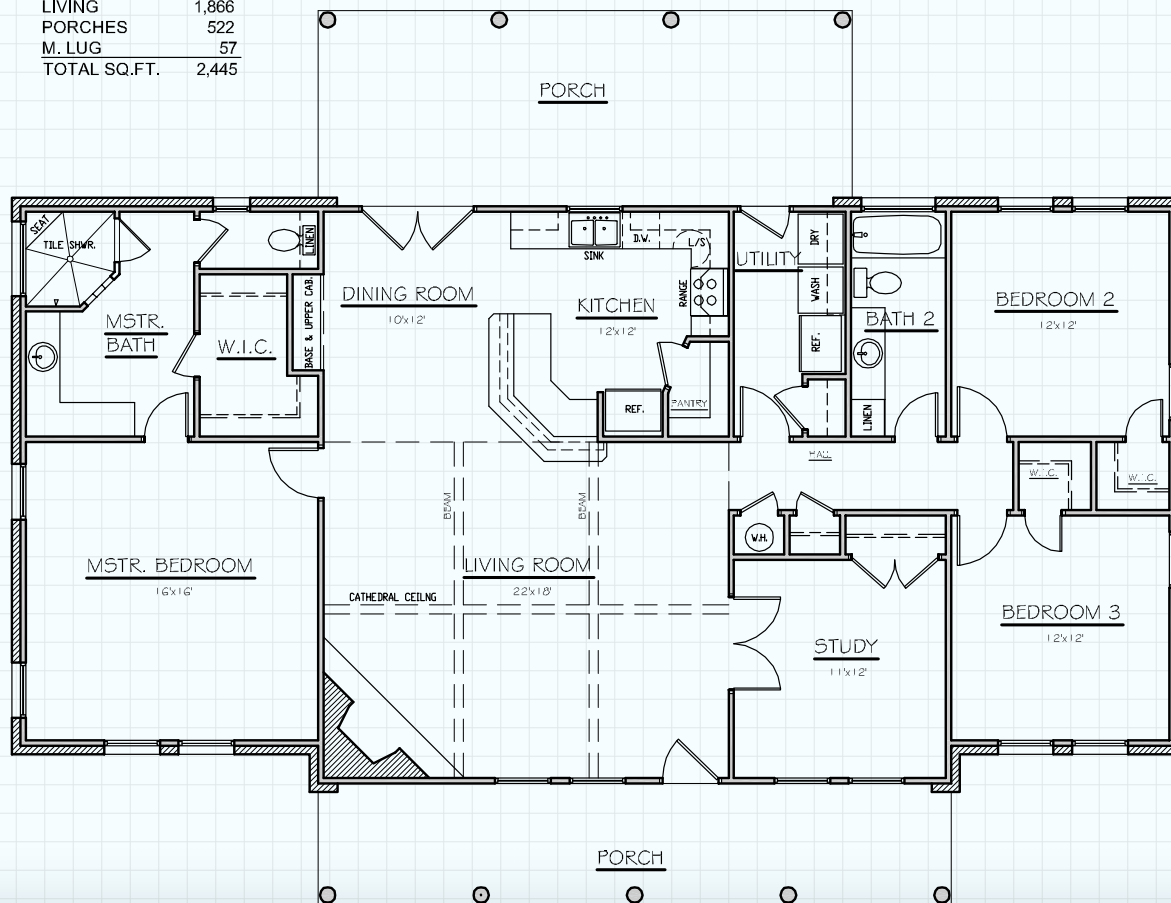 LIVING 1,866
PORCHES 522
M. LUG 57
TOTAL SQ.FT. 2,445
PORCH
SEAT
TILE SHWR.
LINEN
DINING ROOM
10'x12'
SINK
D.W.
L/S
KITCHEN
12'x12'
RANGE
UTILITY
DRY
WASH
REF.
BATH 2
LINEN
BEDROOM 2
12'x12'
MSTR.
BATH
W.I.C.
BASE & UPPER CAB.
REF.
PANTRY
HALL
W.I.C.
W.I.C.
BEAM
BEAM
W.H.
MSTR. BEDROOM
16'x16'
LIVING ROOM
22'x18'
CATHEDRAL CEILNG
STUDY
11'x12'
BEDROOM 3
12'x12'
PORCH